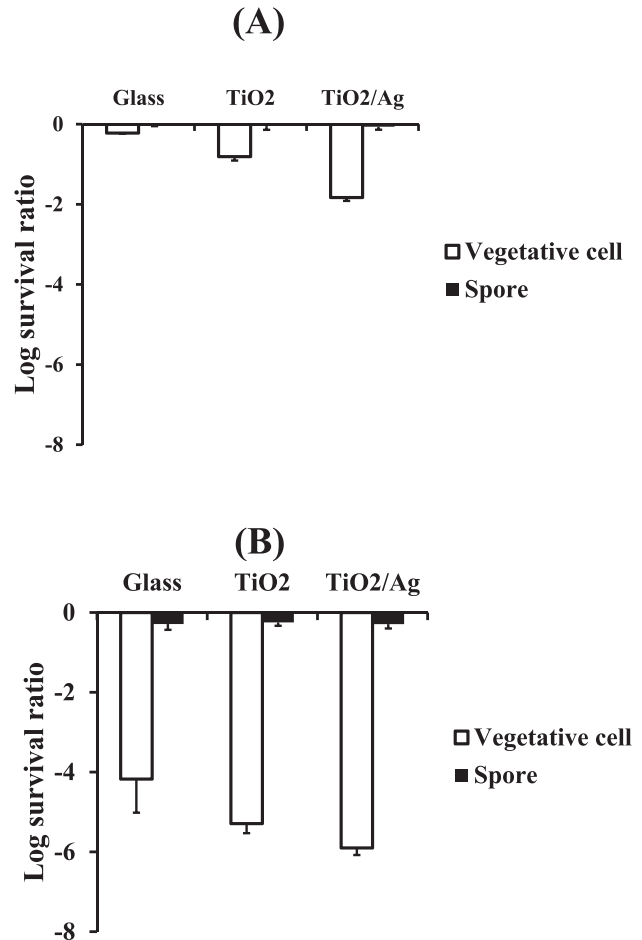 (A)
Glass TiO2 TiO2/Ag
0
-2
-4
-6
-8
Log survival ratio
Vegetative cell
Spore
(B)
Glass TiO2 TiO2/Ag
0
-2
-4
-6
-8
Log survival ratio
Vegetative cell
Spore